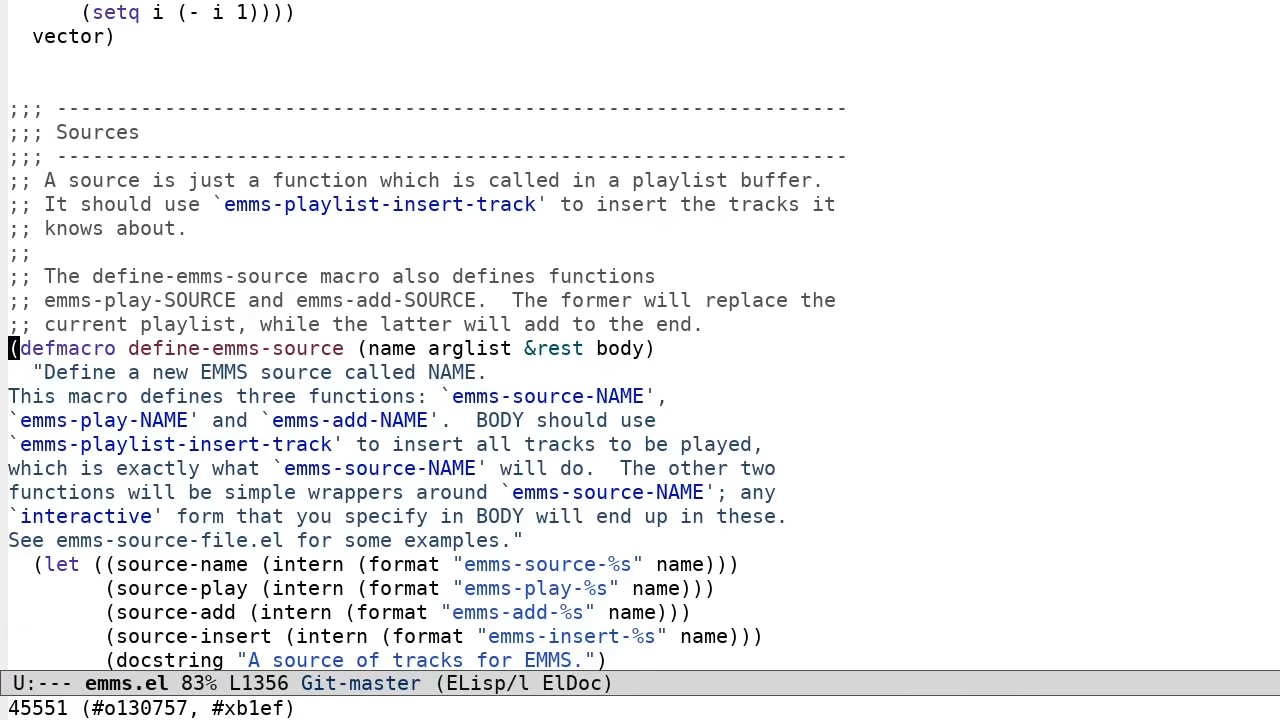 (setq i (- i 1))))
  vector)
;;; ------------------------------------------------------------------
;;; Sources
;;; ------------------------------------------------------------------
;; A source is just a function which is called in a playlist buffer.
;; It should use `emms-playlist-insert-track' to insert the tracks it
;; knows about.
;;
;; The define-emms-source macro also defines functions
;; emms-play-SOURCE and emms-add-SOURCE.  The former will replace the
;; current playlist, while the latter will add to the end.
(defmacro define-emms-source (name arglist &rest body)
  "Define a new EMMS source called NAME.
This macro defines three functions: `emms-source-NAME',
`emms-play-NAME' and `emms-add-NAME'.  BODY should use
`emms-playlist-insert-track' to insert all tracks to be played,
which is exactly what `emms-source-NAME' will do.  The other two
functions will be simple wrappers around `emms-source-NAME'; any
`interactive' form that you specify in BODY will end up in these.
See emms-source-file.el for some examples."
  (let ((source-name (intern (format "emms-source-%s" name)))
        (source-play (intern (format "emms-play-%s" name)))
        (source-add (intern (format "emms-add-%s" name)))
        (source-insert (intern (format "emms-insert-%s" name)))
        (docstring "A source of tracks for EMMS.")
U:--- emms.el 83% L1356 Git-master (ELisp/l ElDoc)
45551 (#o130757, #xb1ef)